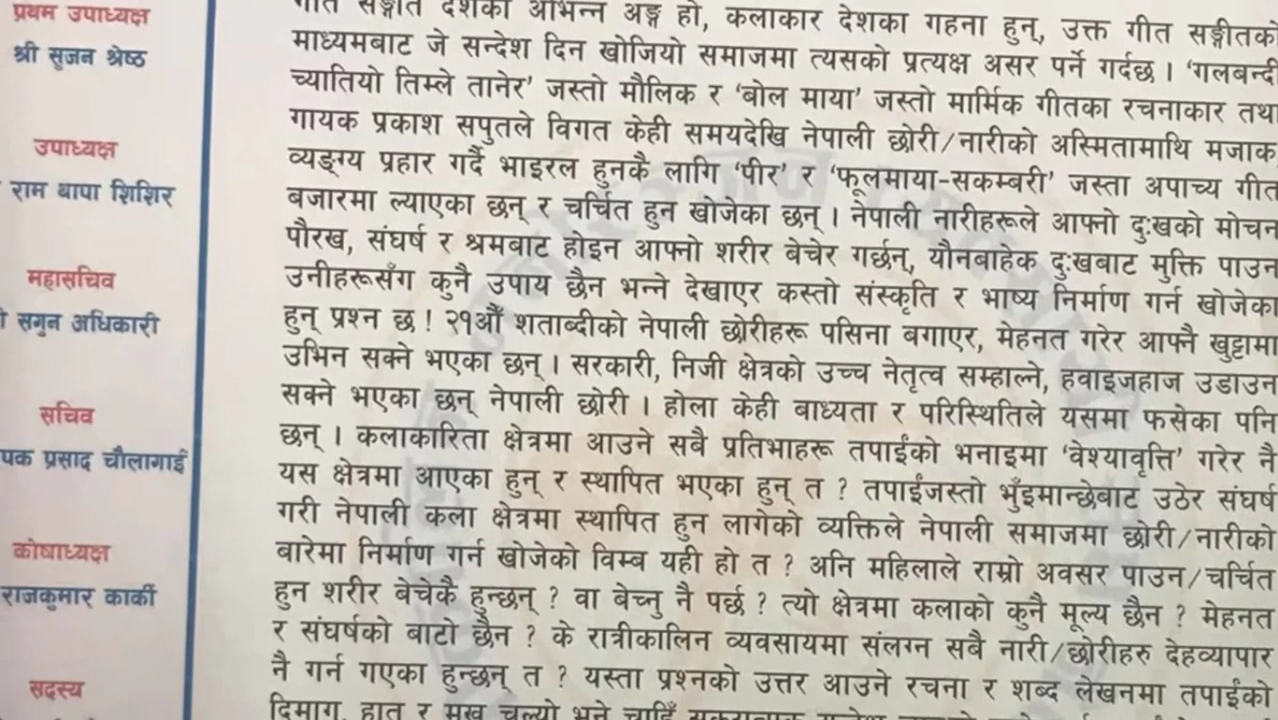 प्रथम उपाध्यक्ष
श्री सुजन श्रेष्ठ
उपाध्यक्ष
राम थापा शिशिर
महासचिव
सगुन अधिकारी
सचिव
पक प्रसाद चौलागाईं
कोषाध्यक्ष
राजकुमार कार्की
सदस्य
गीत सङ्गीत देशका अभिन्न अङ्ग हो, कलाकार देशका गहना हुन्, उक्त गीत सङ्गीतको
माध्यमबाट जे सन्देश दिन खोजियो समाजमा त्यसको प्रत्यक्ष असर पर्ने गर्दछ । ‘गलबन्दी
च्यातियो तिम्ले तानेर’ जस्तो मौलिक र ‘बोल माया’ जस्तो मार्मिक गीतका रचनाकार तथा
गायक प्रकाश सपुतले विगत केही समयदेखि नेपाली छोरी/नारीको अस्मितामाथि मजाक
व्यङ्ग्य प्रहार गर्दै भाइरल हुनकै लागि ‘पीर’ र ‘फूलमाया-सकम्बरी’ जस्ता अपाच्य गीत
बजारमा ल्याएका छन् र चर्चित हुन खोजेका छन् । नेपाली नारीहरूले आफ्नो दुःखको मोचन
पौरख, संघर्ष र श्रमबाट होइन आफ्नो शरीर बेचेर गर्छन्, यौनबाहेक दुःखबाट मुक्ति पाउन
उनीहरूसँग कुनै उपाय छैन भन्ने देखाएर कस्तो संस्कृति र भाष्य निर्माण गर्न खोजेका
हुन् प्रश्न छ ! २१औँ शताब्दीको नेपाली छोरीहरू पसिना बगाएर, मेहनत गरेर आफ्नै खुट्टामा
उभिन सक्ने भएका छन् । सरकारी, निजी क्षेत्रको उच्च नेतृत्व सम्हाल्ने, हवाइजहाज उडाउन
सक्ने भएका छन् नेपाली छोरी । होला केही बाध्यता र परिस्थितिले यसमा फसेका पनि
छन् । कलाकारिता क्षेत्रमा आउने सबै प्रतिभाहरू तपाईंको भनाइमा ‘वेश्यावृत्ति’ गरेर नै
यस क्षेत्रमा आएका हुन् र स्थापित भएका हुन् त ? तपाईंजस्तो भुँइमान्छेबाट उठेर संघर्ष
गरी नेपाली कला क्षेत्रमा स्थापित हुन लागेको व्यक्तिले नेपाली समाजमा छोरी/नारीको
बारेमा निर्माण गर्न खोजेको विम्ब यही हो त ? अनि महिलाले राम्रो अवसर पाउन/चर्चित
हुन शरीर बेचेकै हुन्छन् ? वा बेच्नु नै पर्छ ? त्यो क्षेत्रमा कलाको कुनै मूल्य छैन ? मेहनत
र संघर्षको बाटो छैन ? के रात्रीकालिन व्यवसायमा संलग्न सबै नारी/छोरीहरु देहव्यापार
नै गर्न गएका हुन्छन् त ? यस्ता प्रश्नको उत्तर आउने रचना र शब्द लेखनमा तपाईंको
दिमाग, हात र मुख चल्यो भने चाहिँ